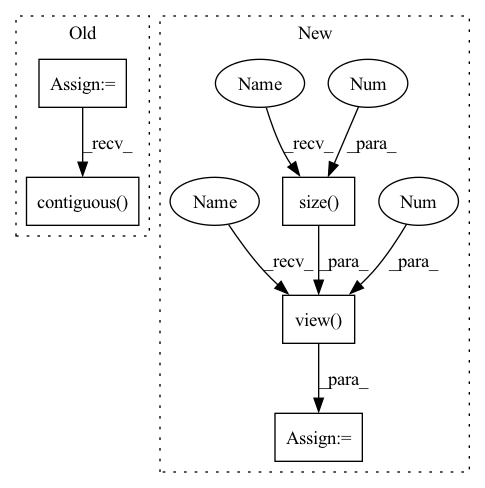 Old
New
Assign:=
Name
Num
_recv_
_recv_
_para_
contiguous()
Name
size()
Num
_recv_
_para_
_para_
view()
_para_
Assign:=